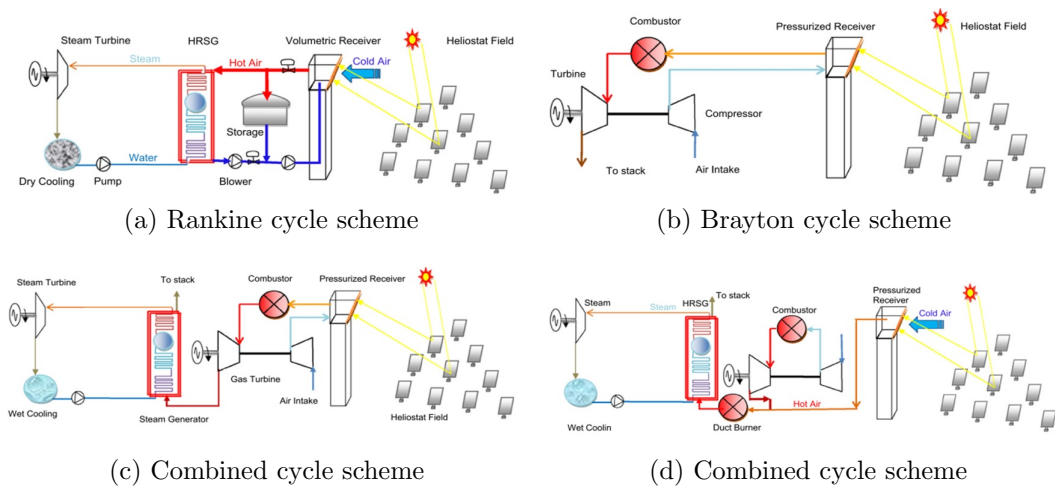 Steam Turbine
HRSG
Volumetric Receiver
Heliostat Field
Steam
Hot Air
Cold Air
Storage
Water
Dry Cooling
Pump
Blower
(a) Rankine cycle scheme
Combustor
Pressurized Receiver
Heliostat Field
Turbine
Compressor
To stack
Air Intake
(b) Brayton cycle scheme
Steam Turbine
To stack
Combustor
Pressurized Receiver
Gas Turbine
Wet Cooling
Air Intake
Steam Generator
Heliostat Field
(c) Combined cycle scheme
Steam
Steam
HRSG
To stack
Combustor
Pressurized
Receiver
Cold Air
Hot Air
Wet Coolin
Duct Burner
(d) Combined cycle scheme